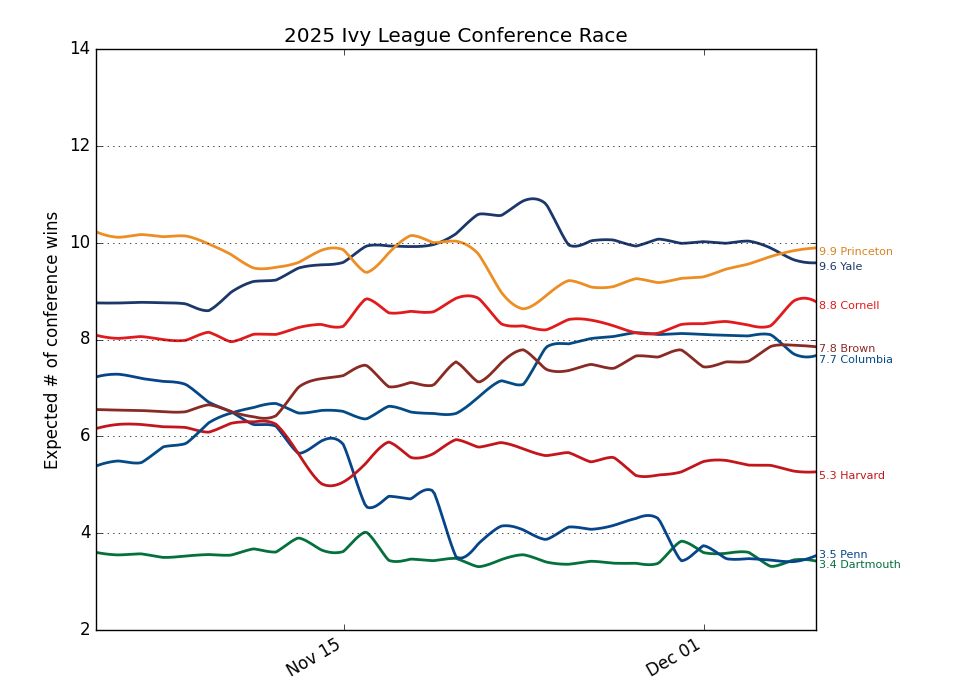 2025 Ivy League Conference Race
Expected # of conference wins
14
12
10
8
6
4
2
9.9 Princeton
9.6 Yale
8.8 Cornell
7.8 Brown
7.7 Columbia
5.3 Harvard
3.5 Penn
3.4 Dartmouth
Nov 15
Dec 01